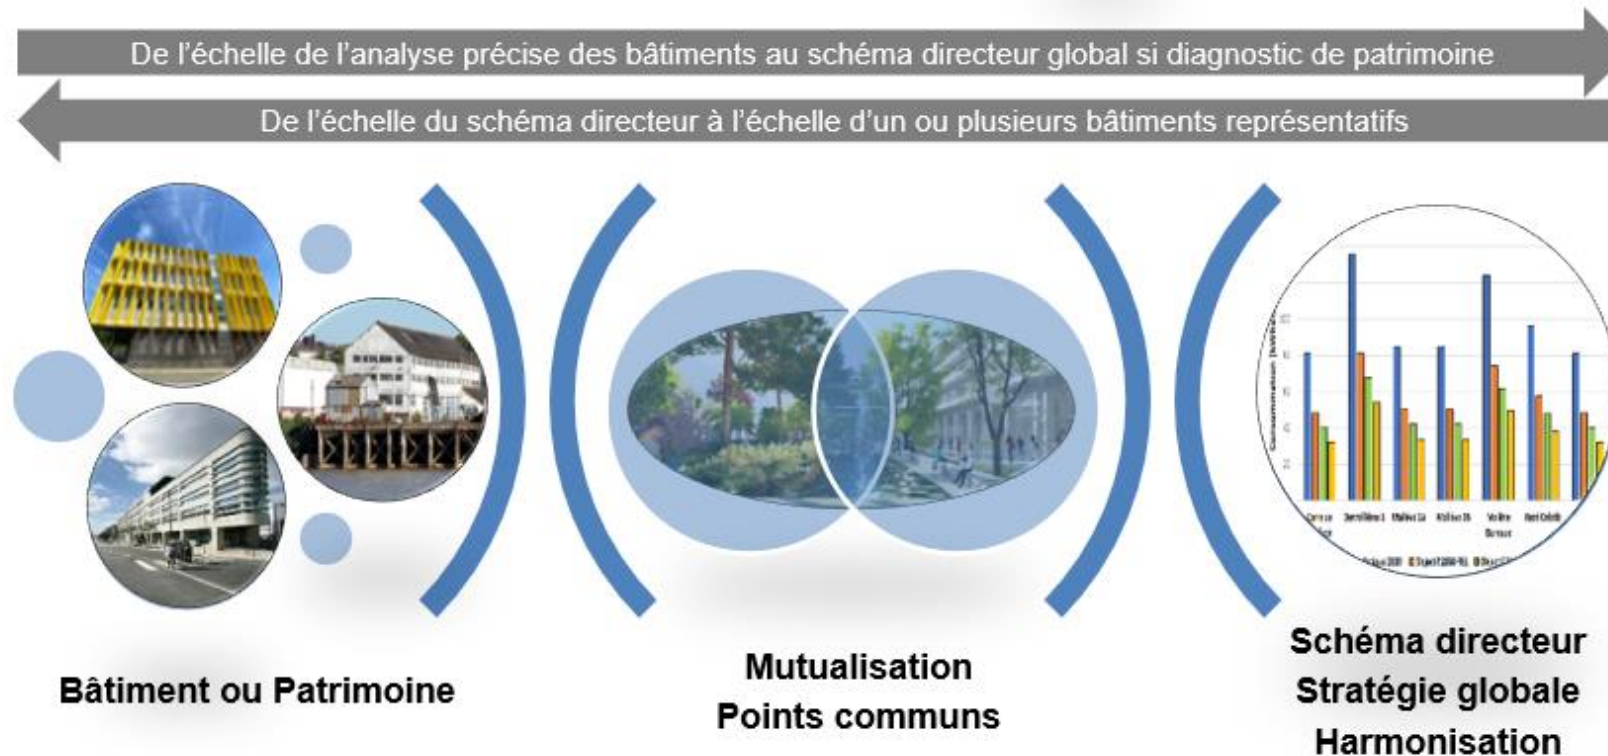 De l’échelle de l’analyse précise des bâtiments au schéma directeur global si diagnostic de patrimoine
De l’échelle du schéma directeur à l’échelle d’un ou plusieurs bâtiments représentatifs
Bâtiment ou Patrimoine
Mutualisation
Points communs
Schéma directeur
Stratégie globale
Harmonisation